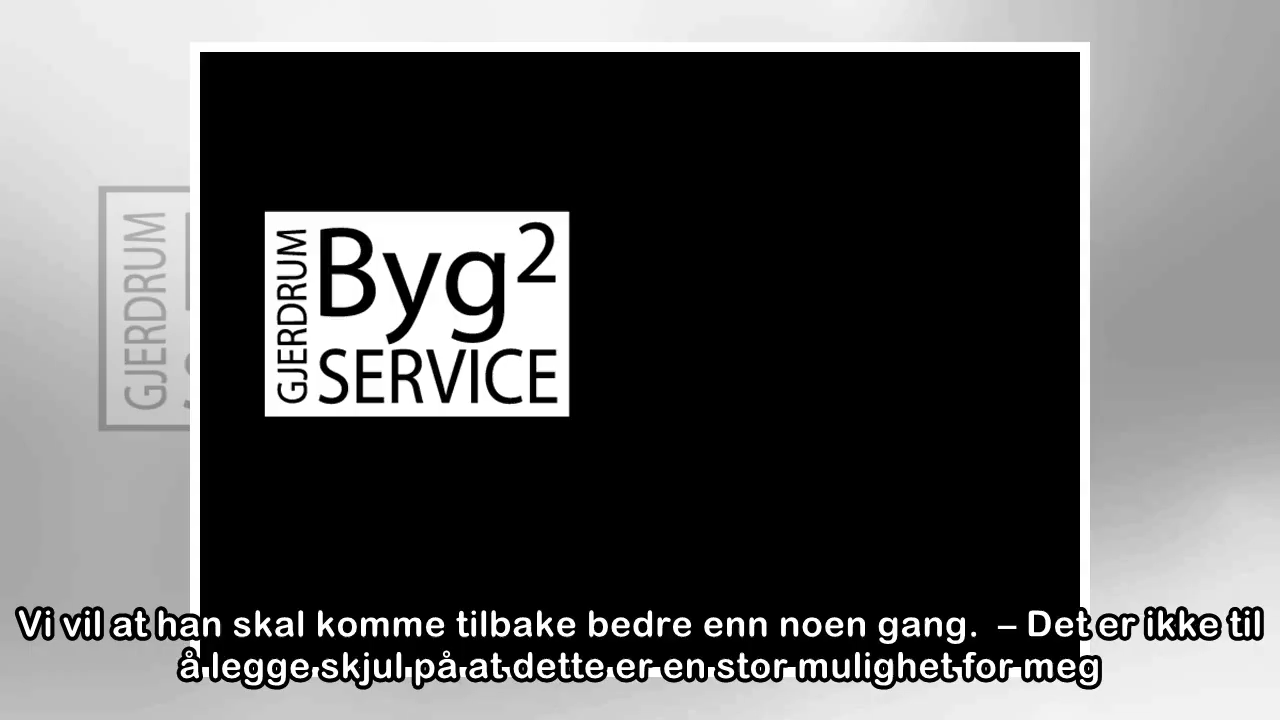 GJERDRUM
Byg²
SERVICE
GJERDRUM
Vi vil at han skal komme tilbake bedre enn noen gang.  – Det er ikke til
å legge skjul på at dette er en stor mulighet for meg